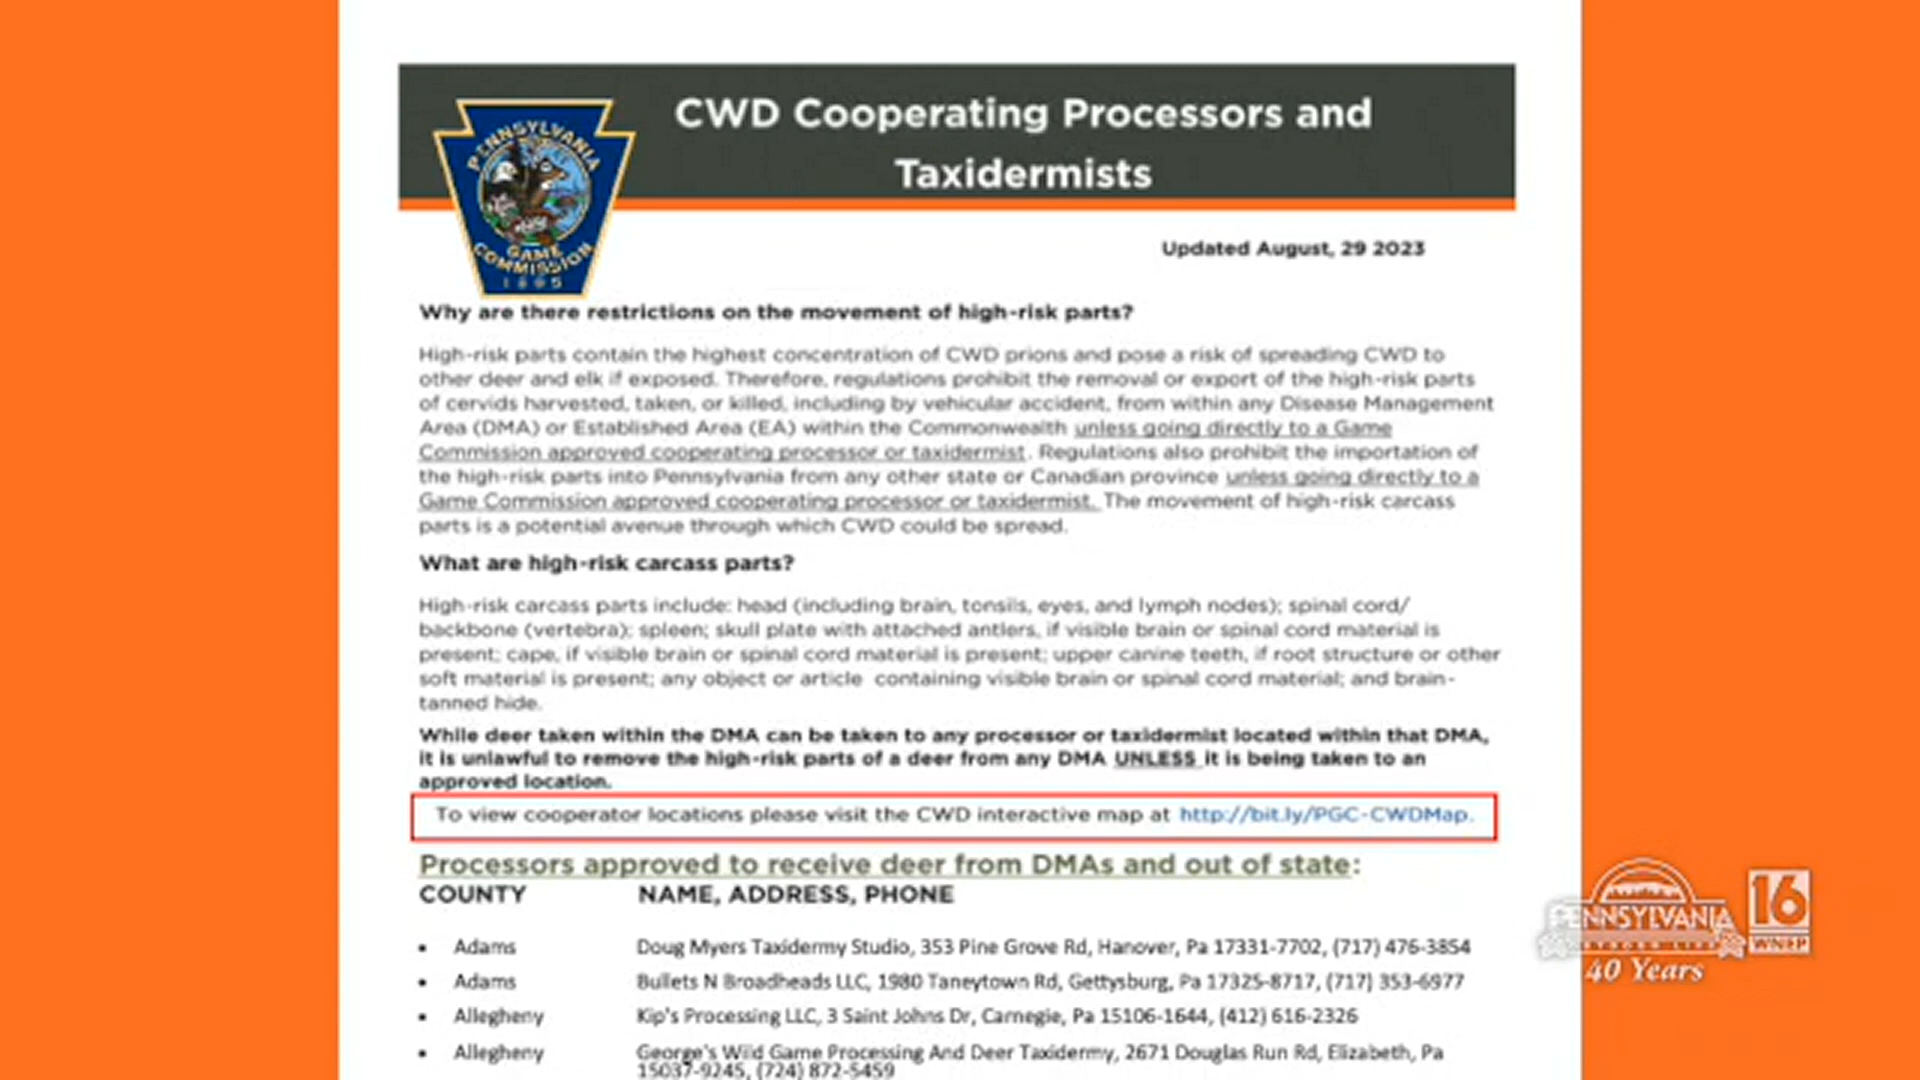 CWD Cooperating Processors and
Taxidermists
PENNSYLVANIA
GAME
COMMISSION
1895
Updated August, 29 2023
Why are there restrictions on the movement of high-risk parts?
High-risk parts contain the highest concentration of CWD prions and pose a risk of spreading CWD to
other deer and elk if exposed. Therefore, regulations prohibit the removal or export of the high-risk parts
of cervids harvested, taken, or killed, including by vehicular accident, from within any Disease Management
Area (DMA) or Established Area (EA) within the Commonwealth unless going directly to a Game
Commission approved cooperating processor or taxidermist. Regulations also prohibit the importation of
the high-risk parts into Pennsylvania from any other state or Canadian province unless going directly to a
Game Commission approved cooperating processor or taxidermist. The movement of high-risk carcass
parts is a potential avenue through which CWD could be spread.
What are high-risk carcass parts?
High-risk carcass parts include: head (including brain, tonsils, eyes, and lymph nodes); spinal cord/
backbone (vertebra); spleen; skull plate with attached antlers, if visible brain or spinal cord material is
present; cape, if visible brain or spinal cord material is present; upper canine teeth, if root structure or other
soft material is present; any object or article containing visible brain or spinal cord material; and brain-
tanned hide.
While deer taken within the DMA can be taken to any processor or taxidermist located within that DMA,
it is unlawful to remove the high-risk parts of a deer from any DMA UNLESS it is being taken to an
approved location.
To view cooperator locations please visit the CWD interactive map at http://bit.ly/PGC-CWDMap.
Processors approved to receive deer from DMAs and out of state:
COUNTY NAME, ADDRESS, PHONE
• Adams Doug Myers Taxidermy Studio, 353 Pine Grove Rd, Hanover, Pa 17331-7702, (717) 476-3854
• Adams Bullets N Broadheads LLC, 1980 Taneytown Rd, Gettysburg, Pa 17325-8717, (717) 353-6977
• Allegheny Kip's Processing LLC, 3 Saint Johns Dr, Carnegie, Pa 15106-1644, (412) 616-2326
• Allegheny George's Wild Game Processing And Deer Taxidermy, 2671 Douglas Run Rd, Elizabeth, Pa
15037-9245, (724) 872-5459
PENNSYLVANIA
16
WNEP
40 Years